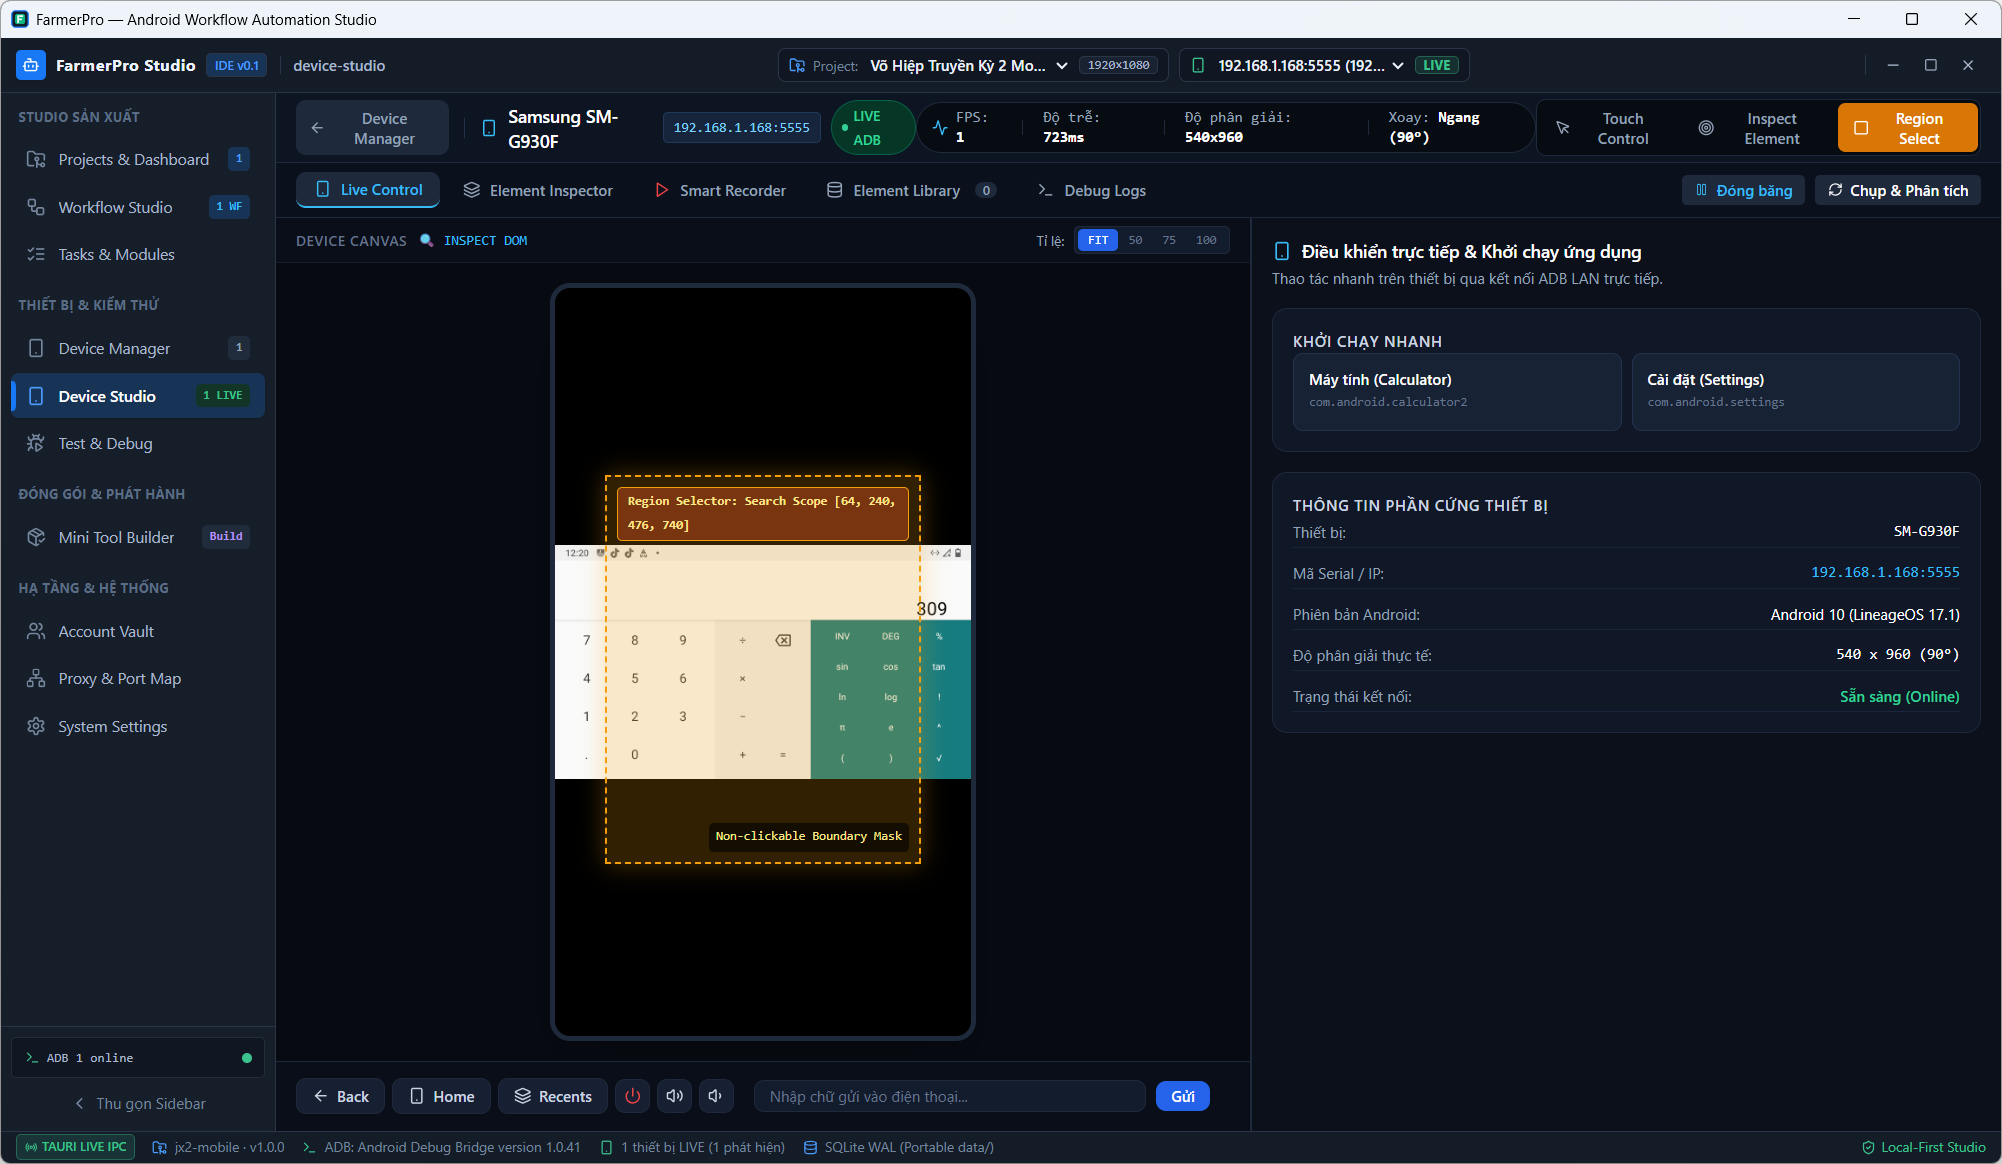 FarmerPro — Android Workflow Automation Studio
FarmerPro Studio IDE v0.1 device-studio
Project: Võ Hiệp Truyền Kỳ 2 Mo... 1920×1080
192.168.1.168:5555 (192... LIVE
STUDIO SẢN XUẤT
Projects & Dashboard 1
Workflow Studio 1 WF
Tasks & Modules
THIẾT BỊ & KIỂM THỬ
Device Manager 1
Device Studio 1 LIVE
Test & Debug
ĐÓNG GÓI & PHÁT HÀNH
Mini Tool Builder Build
HẠ TẦNG & HỆ THỐNG
Account Vault
Proxy & Port Map
System Settings
ADB 1 online
Thu gọn Sidebar
Device
Manager
Samsung SM-
G930F
192.168.1.168:5555
LIVE
ADB
FPS:
1
Độ trễ:
723ms
Độ phân giải:
540x960
Xoay: Ngang
(90°)
Touch
Control
Inspect
Element
Region
Select
Live Control
Element Inspector
Smart Recorder
Element Library 0
Debug Logs
Đóng băng
Chụp & Phân tích
DEVICE CANVAS INSPECT DOM
Tỉ lệ: FIT 50 75 100
Region Selector: Search Scope [64, 240,
476, 740]
12:20
309
7 8 9 ÷ INV DEG %
sin cos tan
4 5 6 × ln log !
1 2 3 − π e ^
. 0 + = ( ) √
Non-clickable Boundary Mask
Back
Home
Recents
Nhập chữ gửi vào điện thoại...
Gửi
Điều khiển trực tiếp & Khởi chạy ứng dụng
Thao tác nhanh trên thiết bị qua kết nối ADB LAN trực tiếp.
KHỞI CHẠY NHANH
Máy tính (Calculator)
com.android.calculator2
Cài đặt (Settings)
com.android.settings
THÔNG TIN PHẦN CỨNG THIẾT BỊ
Thiết bị: SM-G930F
Mã Serial / IP: 192.168.1.168:5555
Phiên bản Android: Android 10 (LineageOS 17.1)
Độ phân giải thực tế: 540 x 960 (90°)
Trạng thái kết nối: Sẵn sàng (Online)
TAURI LIVE IPC
jx2-mobile · v1.0.0
ADB: Android Debug Bridge version 1.0.41
1 thiết bị LIVE (1 phát hiện)
SQLite WAL (Portable data/)
Local-First Studio